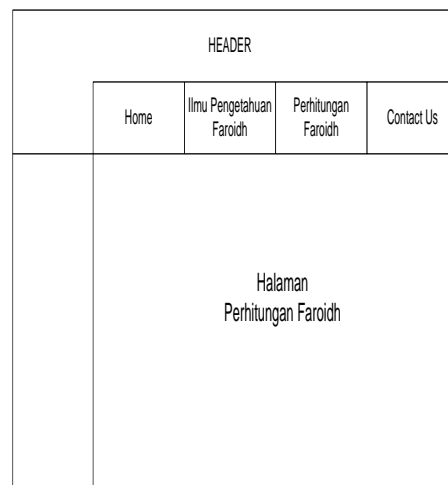 HEADER
Home
Ilmu Pengetahuan
Faroidh
Perhitungan
Faroidh
Contact Us
Halaman
Perhitungan Faroidh